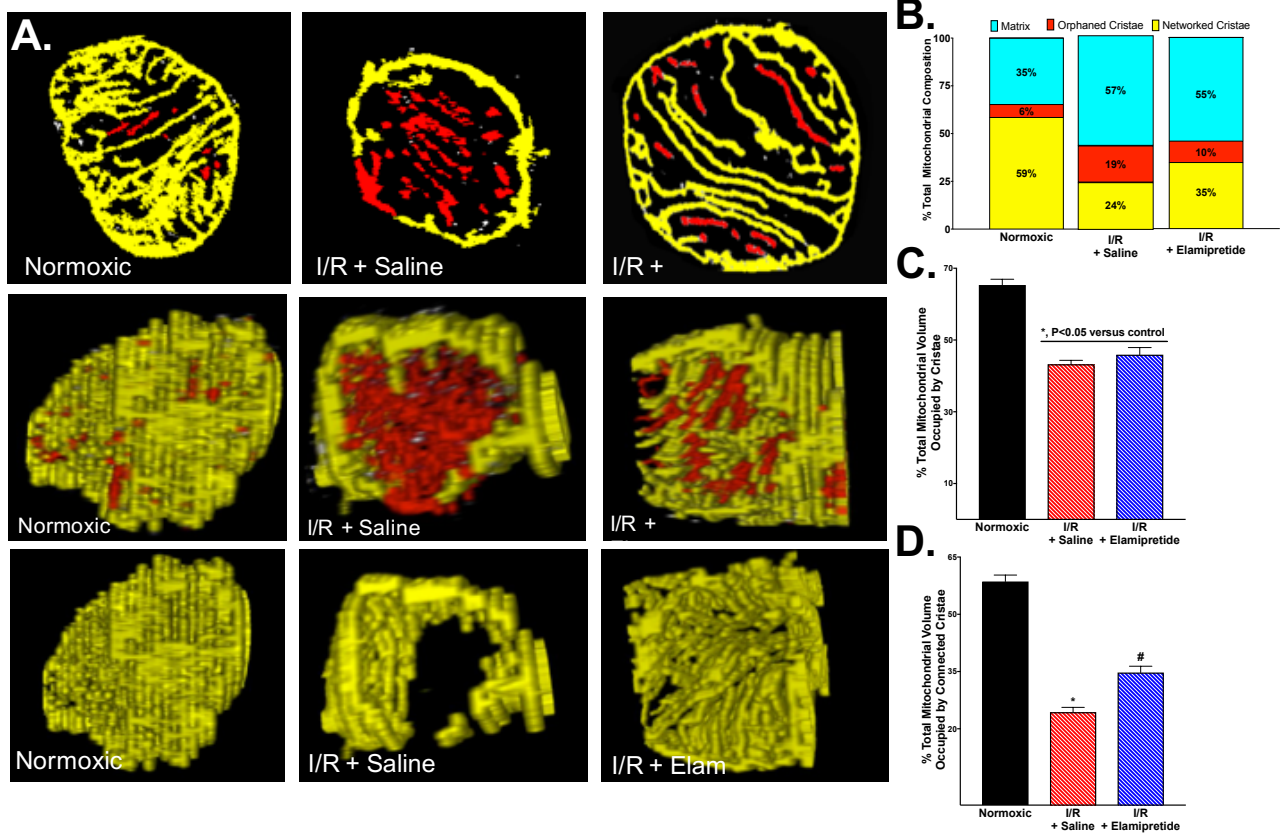 A.
Normoxic
I/R + Saline
I/R +
Normoxic
I/R + Saline
I/R +
Normoxic
I/R + Saline
I/R + Elam
B.
Matrix
Orphaned Cristae
Networked Cristae
% Total Mitochondrial Composition
100
75
50
25
0
35%
6%
59%
57%
19%
24%
55%
10%
35%
Normoxic
I/R
+ Saline
I/R
+ Elamipretide
C.
% Total Mitochondrial Volume
Occupied by Cristae
70
50
30
10
*, P<0.05 versus control
Normoxic
I/R
+ Saline
I/R
+ Elamipretide
D.
% Total Mitochondrial Volume
Occupied by Connected Cristae
65
50
35
20
*
#
Normoxic
I/R
+ Saline
I/R
+ Elamipretide